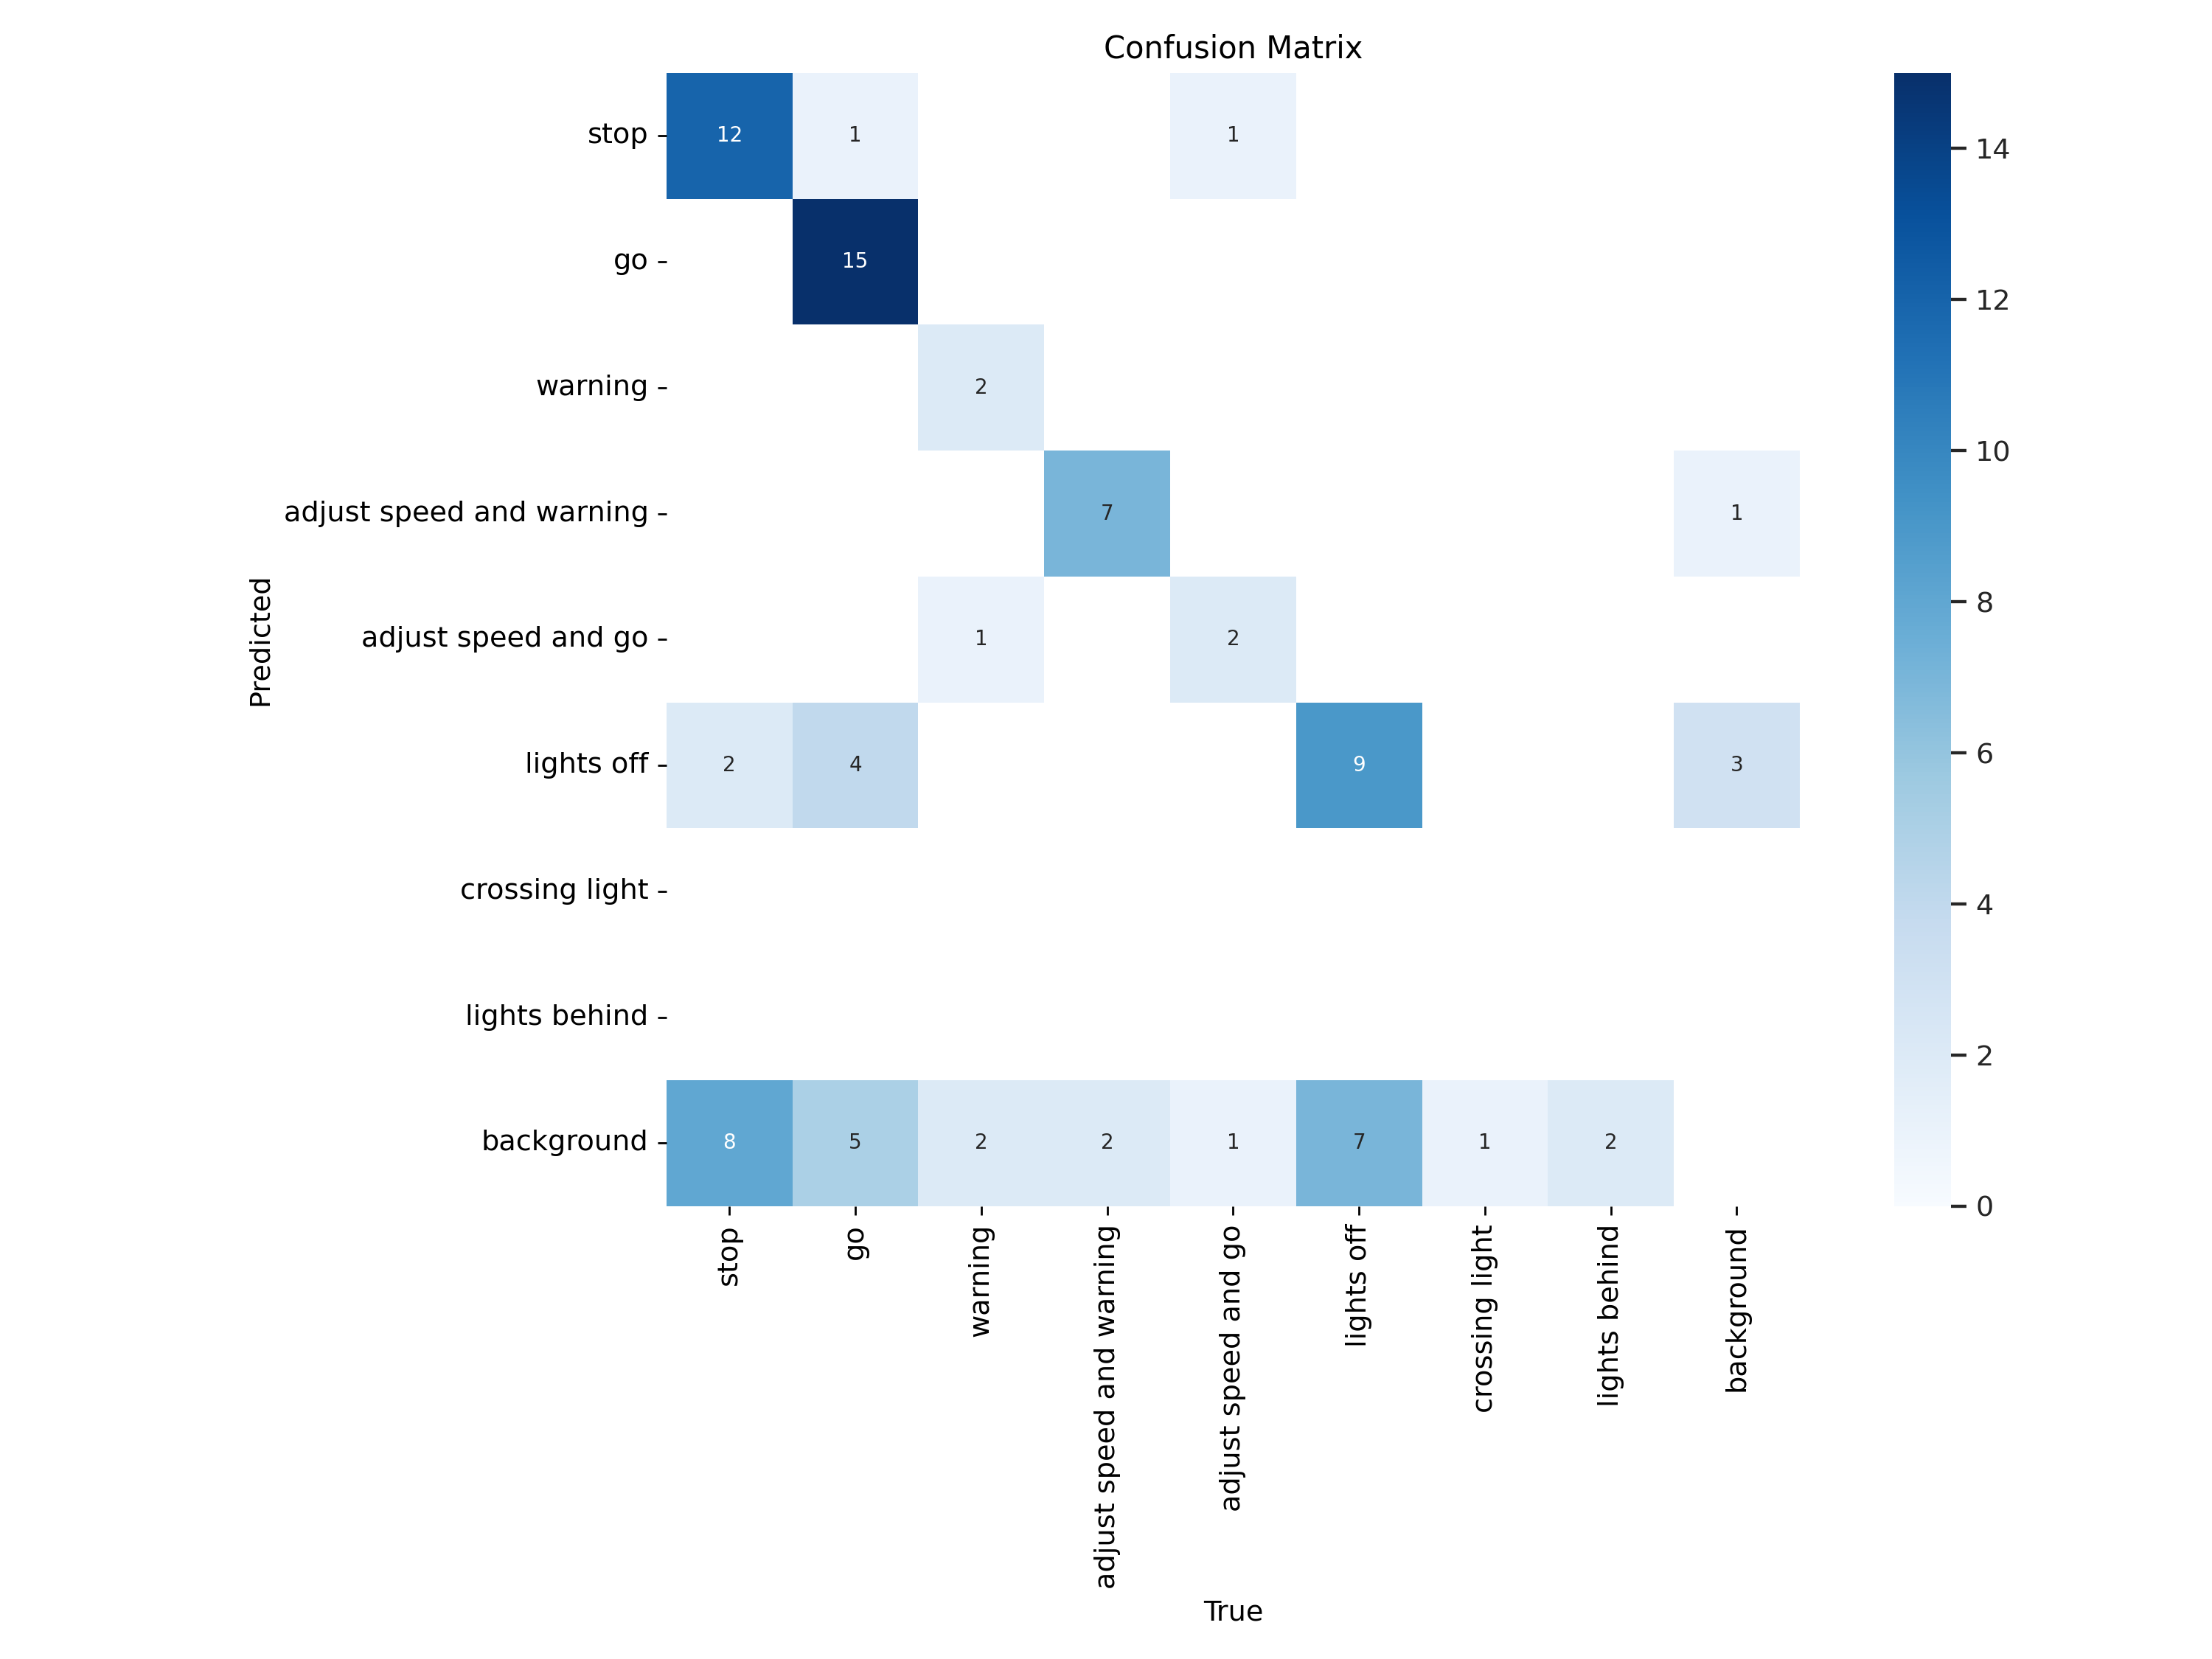 Confusion Matrix
stop
12 1 1
go
15
warning
2
adjust speed and warning
7 1
adjust speed and go
1 2
lights off
2 4 9 3
crossing light
lights behind
background
8 5 2 2 1 7 1 2
Predicted
stop
go
warning
adjust speed and warning
adjust speed and go
lights off
crossing light
lights behind
background
True
14
12
10
8
6
4
2
0